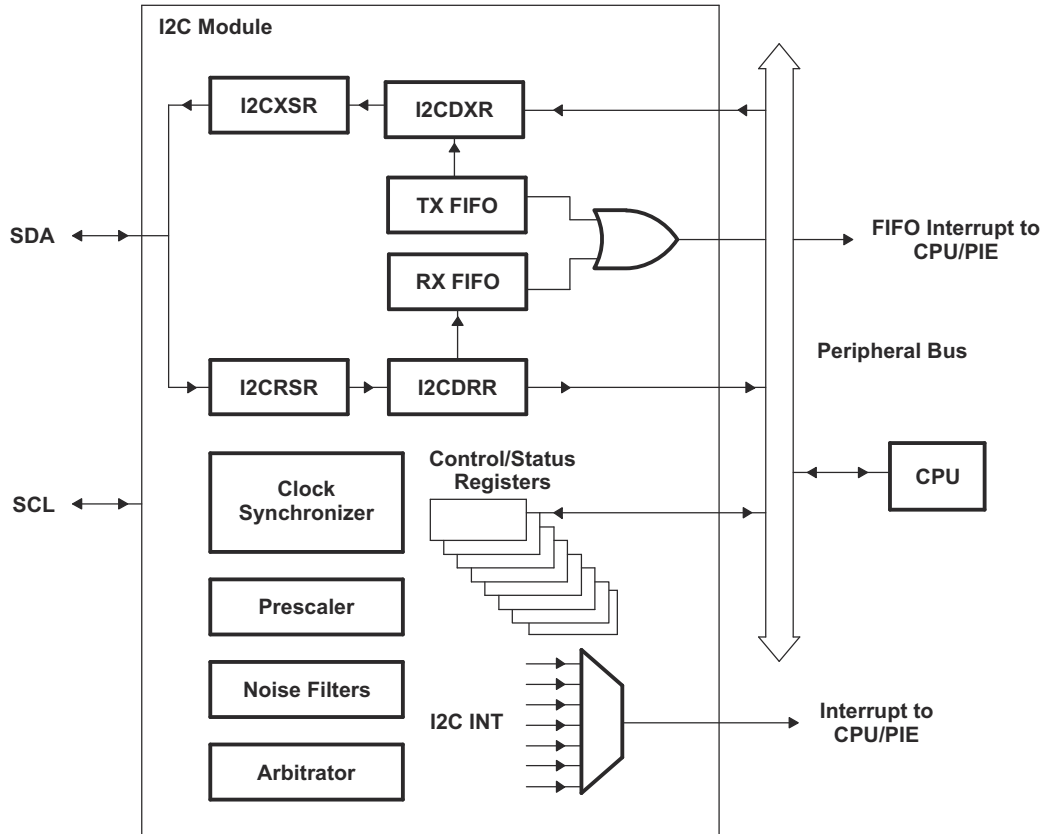 I2C Module
I2CXSR
I2CDXR
TX FIFO
RX FIFO
SDA
FIFO Interrupt to
CPU/PIE
Peripheral Bus
I2CRSR
I2CDRR
Control/Status
Registers
Clock
Synchronizer
SCL
CPU
Prescaler
Noise Filters
I2C INT
Interrupt to
CPU/PIE
Arbitrator